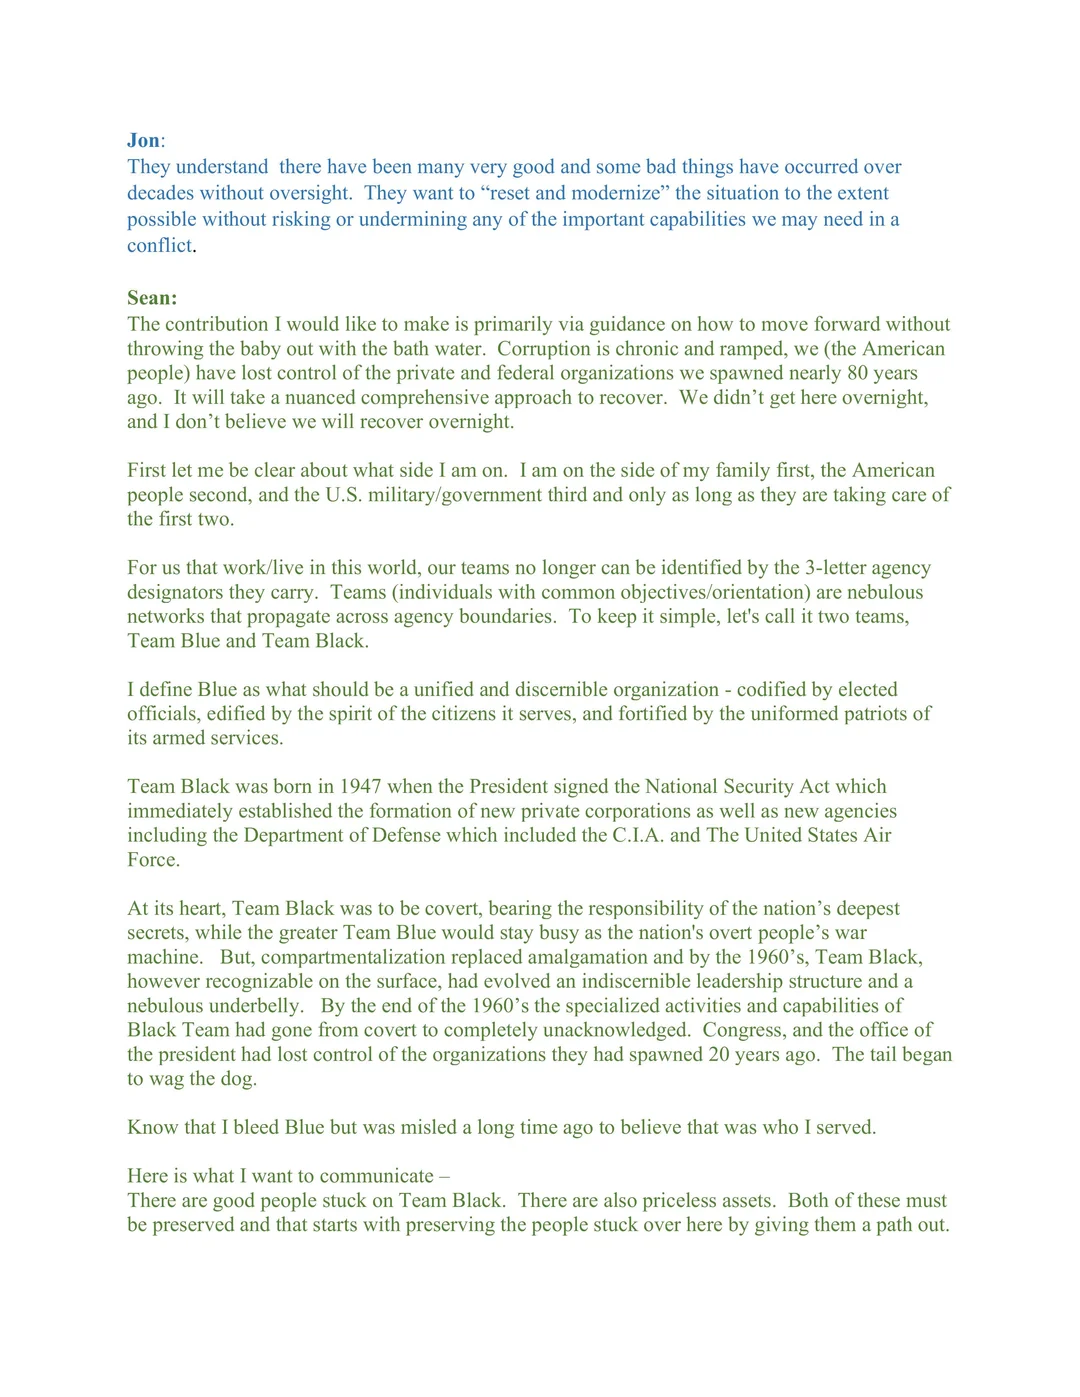 Jon:
They understand  there have been many very good and some bad things have occurred over
decades without oversight.  They want to “reset and modernize” the situation to the extent
possible without risking or undermining any of the important capabilities we may need in a
conflict.
Sean:
The contribution I would like to make is primarily via guidance on how to move forward without
throwing the baby out with the bath water.  Corruption is chronic and ramped, we (the American
people) have lost control of the private and federal organizations we spawned nearly 80 years
ago.  It will take a nuanced comprehensive approach to recover.  We didn’t get here overnight,
and I don’t believe we will recover overnight.
First let me be clear about what side I am on.  I am on the side of my family first, the American
people second, and the U.S. military/government third and only as long as they are taking care of
the first two.
For us that work/live in this world, our teams no longer can be identified by the 3-letter agency
designators they carry.  Teams (individuals with common objectives/orientation) are nebulous
networks that propagate across agency boundaries.  To keep it simple, let's call it two teams,
Team Blue and Team Black.
I define Blue as what should be a unified and discernible organization - codified by elected
officials, edified by the spirit of the citizens it serves, and fortified by the uniformed patriots of
its armed services.
Team Black was born in 1947 when the President signed the National Security Act which
immediately established the formation of new private corporations as well as new agencies
including the Department of Defense which included the C.I.A. and The United States Air
Force.
At its heart, Team Black was to be covert, bearing the responsibility of the nation’s deepest
secrets, while the greater Team Blue would stay busy as the nation's overt people’s war
machine.   But, compartmentalization replaced amalgamation and by the 1960’s, Team Black,
however recognizable on the surface, had evolved an indiscernible leadership structure and a
nebulous underbelly.   By the end of the 1960’s the specialized activities and capabilities of
Black Team had gone from covert to completely unacknowledged.  Congress, and the office of
the president had lost control of the organizations they had spawned 20 years ago.  The tail began
to wag the dog.
Know that I bleed Blue but was misled a long time ago to believe that was who I served.
Here is what I want to communicate –
There are good people stuck on Team Black.  There are also priceless assets.  Both of these must
be preserved and that starts with preserving the people stuck over here by giving them a path out.